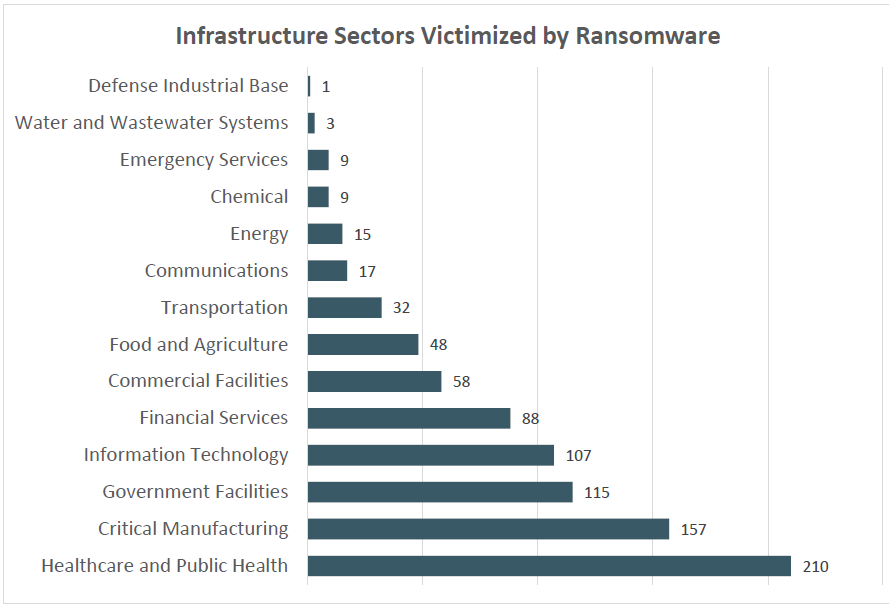 Infrastructure Sectors Victimized by Ransomware
Defense Industrial Base 1
Water and Wastewater Systems 3
Emergency Services 9
Chemical 9
Energy 15
Communications 17
Transportation 32
Food and Agriculture 48
Commercial Facilities 58
Financial Services 88
Information Technology 107
Government Facilities 115
Critical Manufacturing 157
Healthcare and Public Health 210